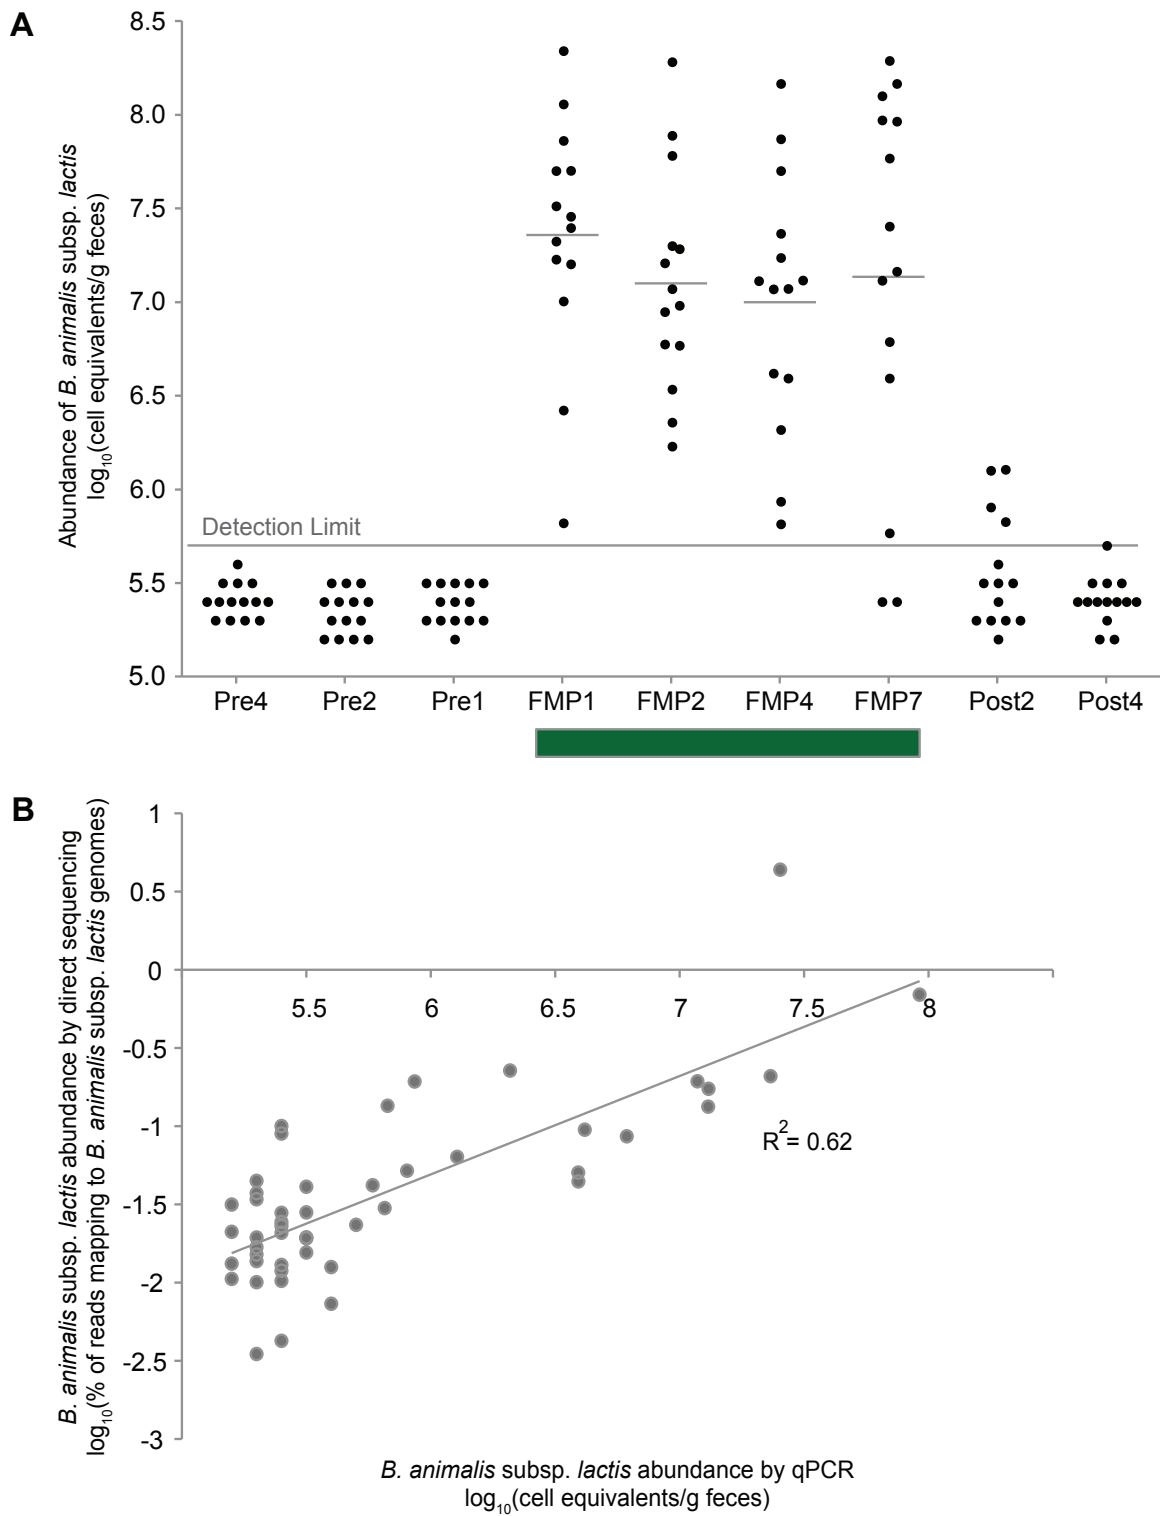 A
Abundance of B. animalis subsp. lactis
log10(cell equivalents/g feces)
8.5
8.0
7.5
7.0
6.5
6.0
5.5
5.0
Detection Limit
Pre4 Pre2 Pre1 FMP1 FMP2 FMP4 FMP7 Post2 Post4
B
B. animalis subsp. lactis abundance by direct sequencing
log10(% of reads mapping to B. animalis subsp. lactis genomes)
1
0.5
0
-0.5
-1
-1.5
-2
-2.5
-3
5.5 6 6.5 7 7.5 8
R2= 0.62
B. animalis subsp. lactis abundance by qPCR
log10(cell equivalents/g feces)